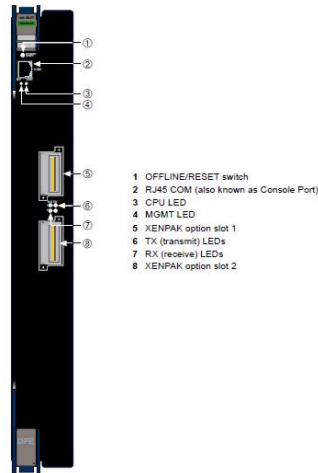 ①
②
③
④
⑤
⑥
⑦
⑧
1 OFFLINE/RESET switch
2 RJ45 COM (also known as Console Port)
3 CPU LED
4 MGMT LED
5 XENPAK option slot 1
6 TX (transmit) LEDs
7 RX (receive) LEDs
8 XENPAK option slot 2